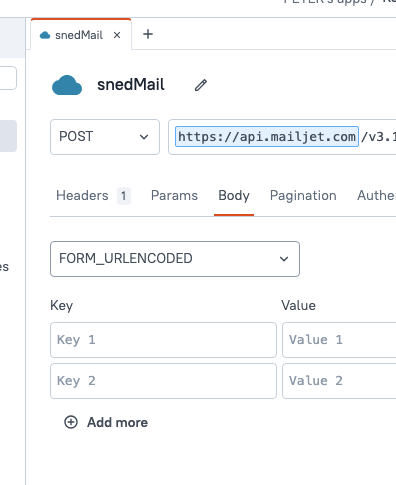 PETER's apps /
snedMail
snedMail
POST
https://api.mailjet.com/v3.1
Headers 1 Params Body Pagination
FORM_URLENCODED
es
Key Value
Key 1 Value 1
Key 2 Value 2
Add more